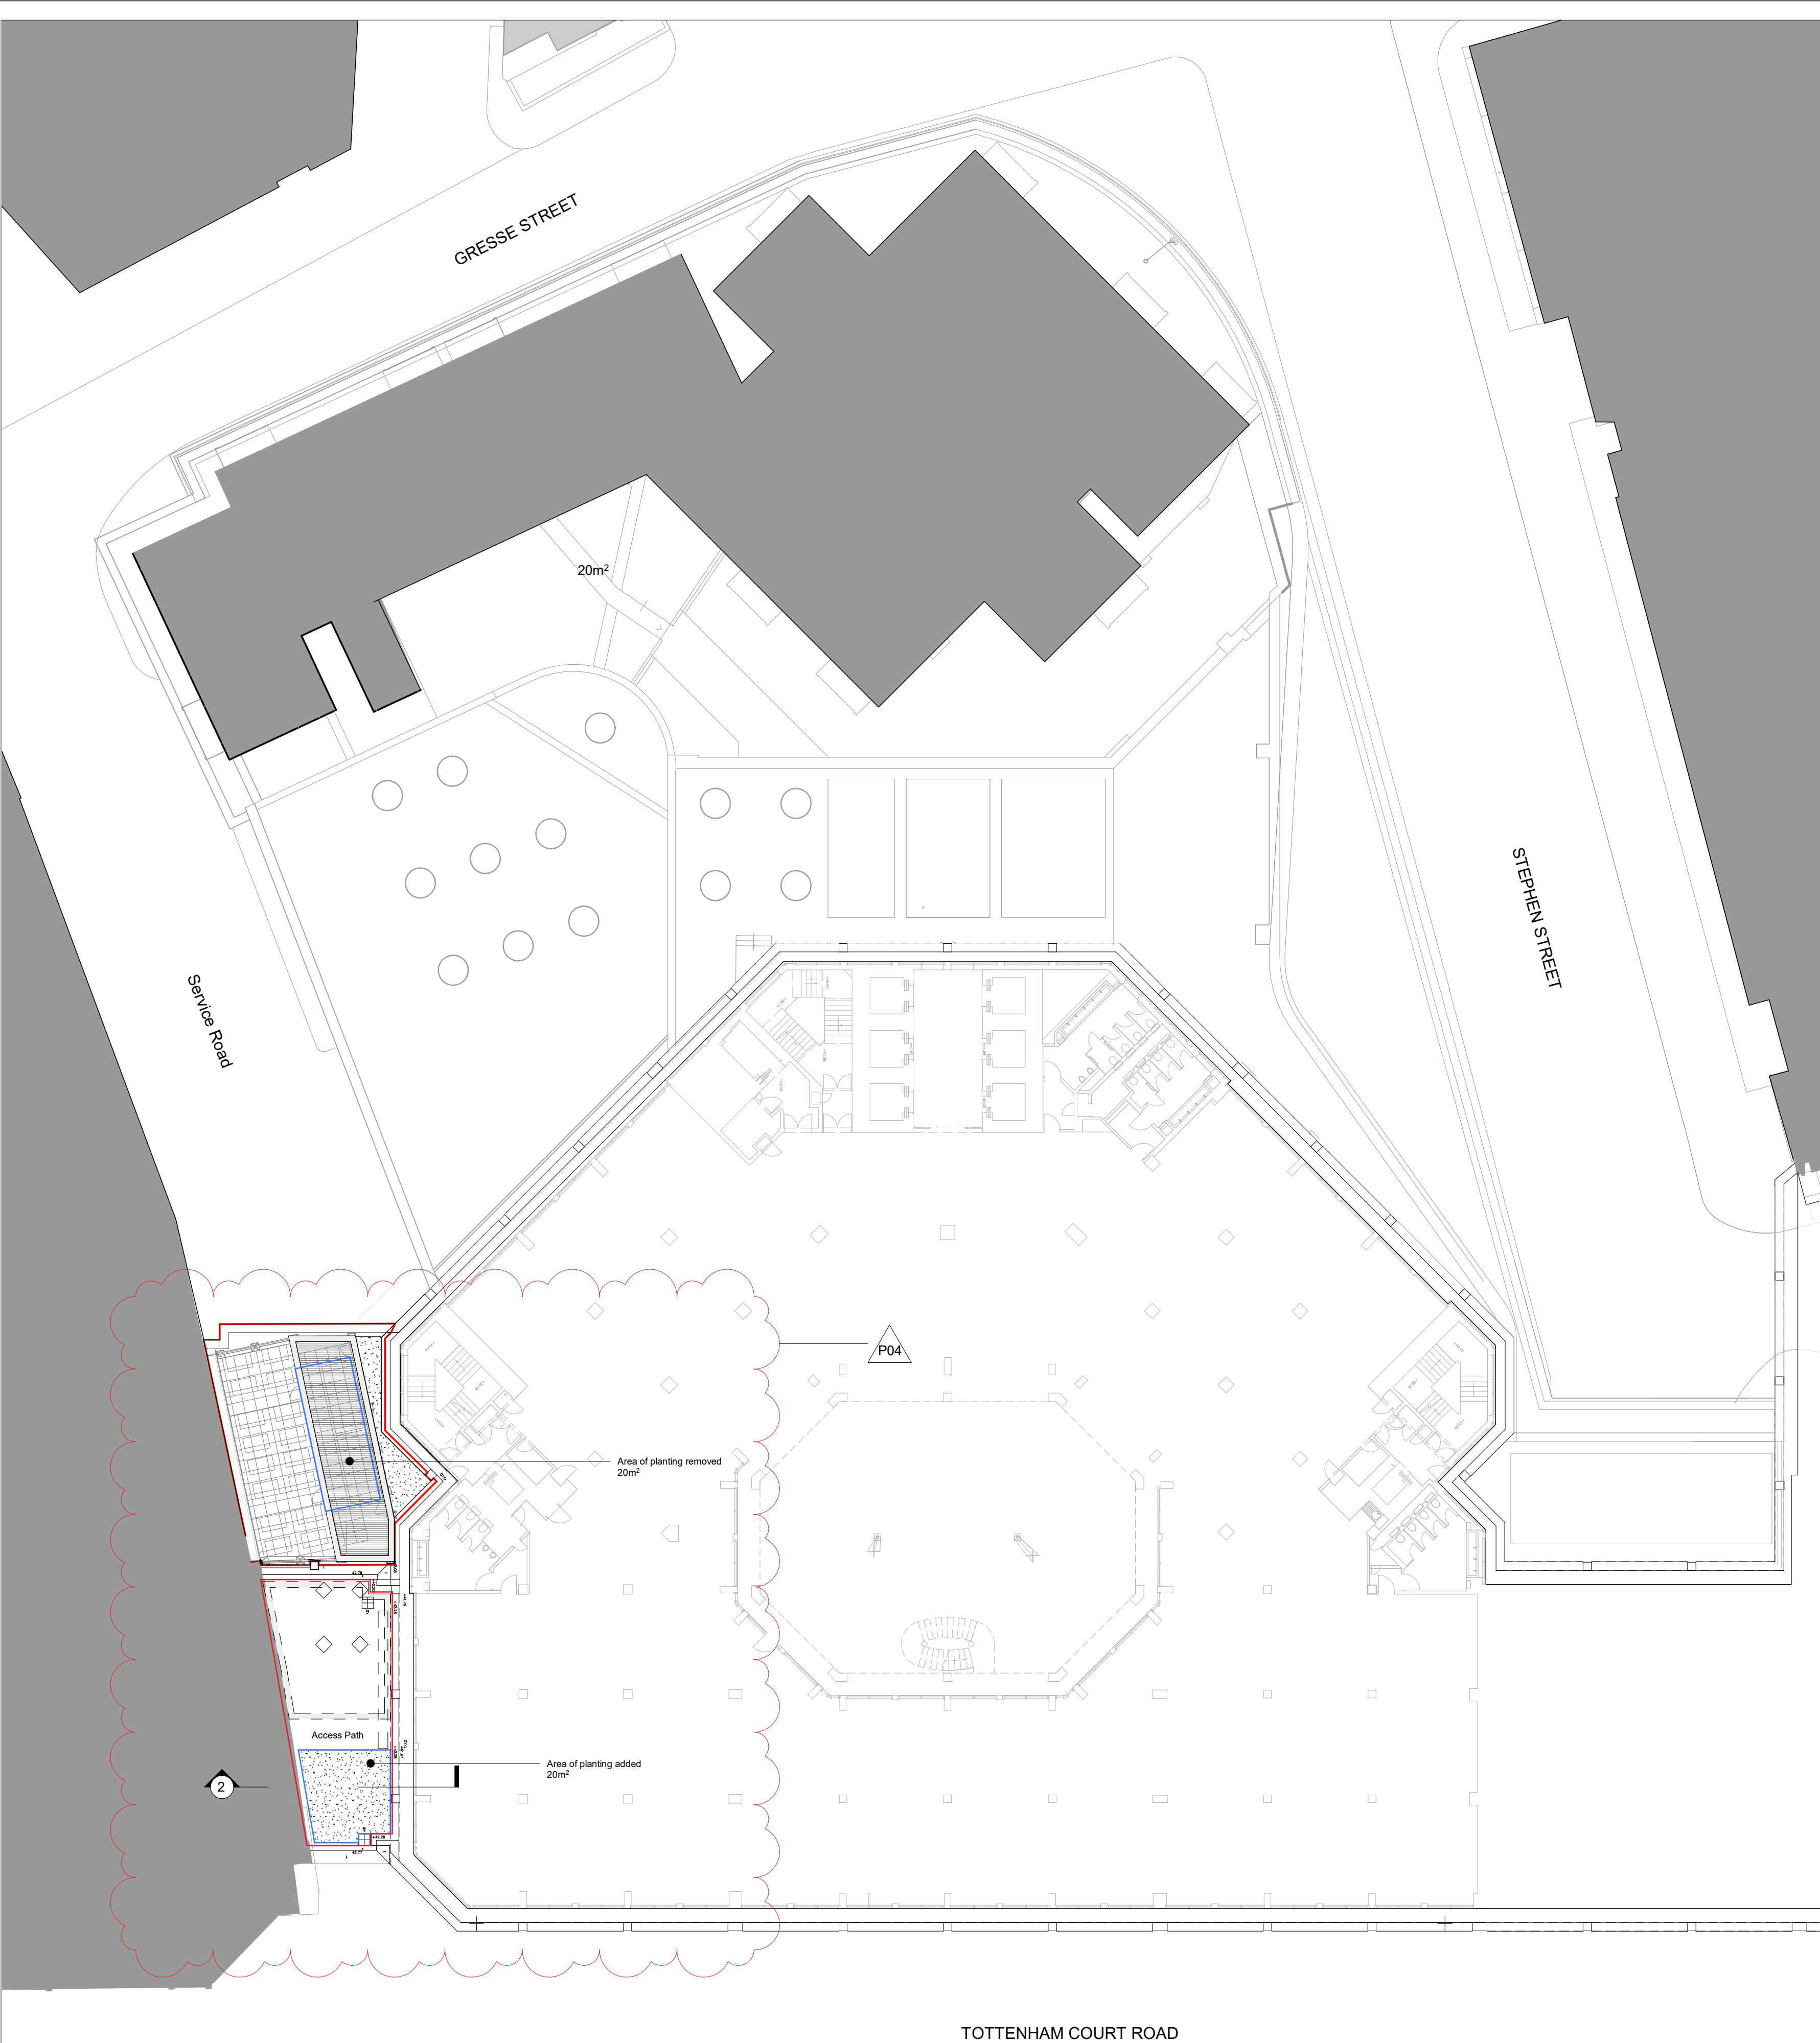 GRESSE STREET
20m²
STEPHEN STREET
Service Road
P04
Area of planting removed
20m²
Access Path
Area of planting added
20m²
2
TOTTENHAM COURT ROAD